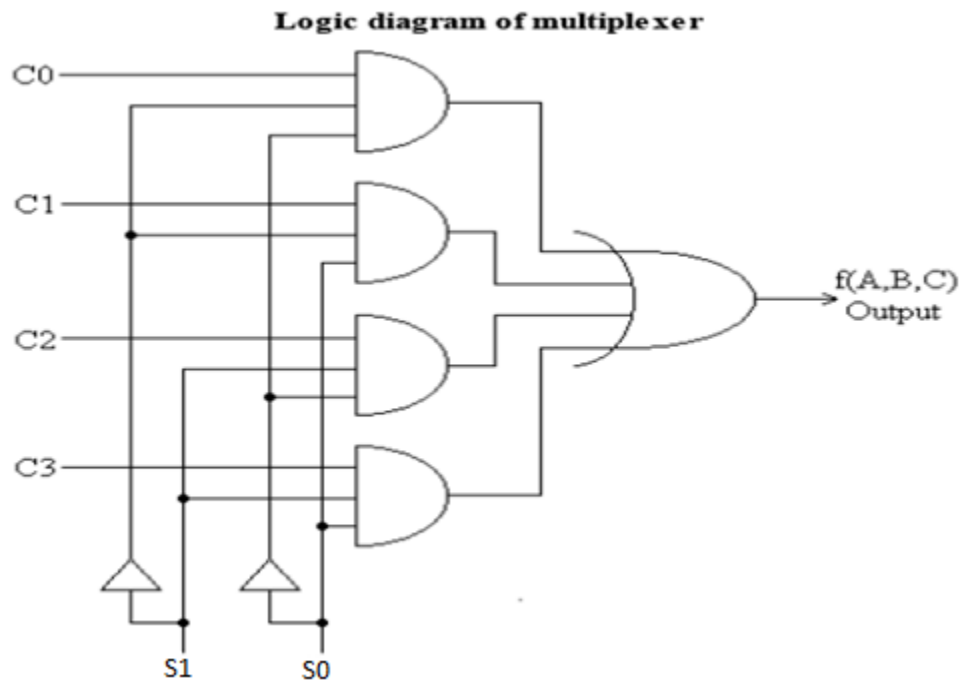 Logic diagram of multiplexer
C0
C1
f(A,B,C)
Output
C2
C3
S1 S0